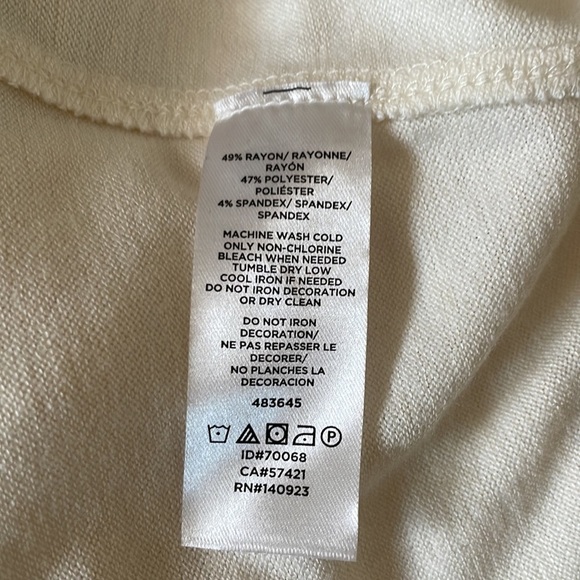 49% RAYON/ RAYONNE/
RAYÓN
47% POLYESTER/
POLIÉSTER
4% SPANDEX/ SPANDEX/
SPANDEX
MACHINE WASH COLD
ONLY NON-CHLORINE
BLEACH WHEN NEEDED
TUMBLE DRY LOW
COOL IRON IF NEEDED
DO NOT IRON DECORATION
OR DRY CLEAN
DO NOT IRON
DECORATION/
NE PAS REPASSER LE
DECORER/
NO PLANCHES LA
DECORACION
483645
P
ID#70068
CA#57421
RN#140923